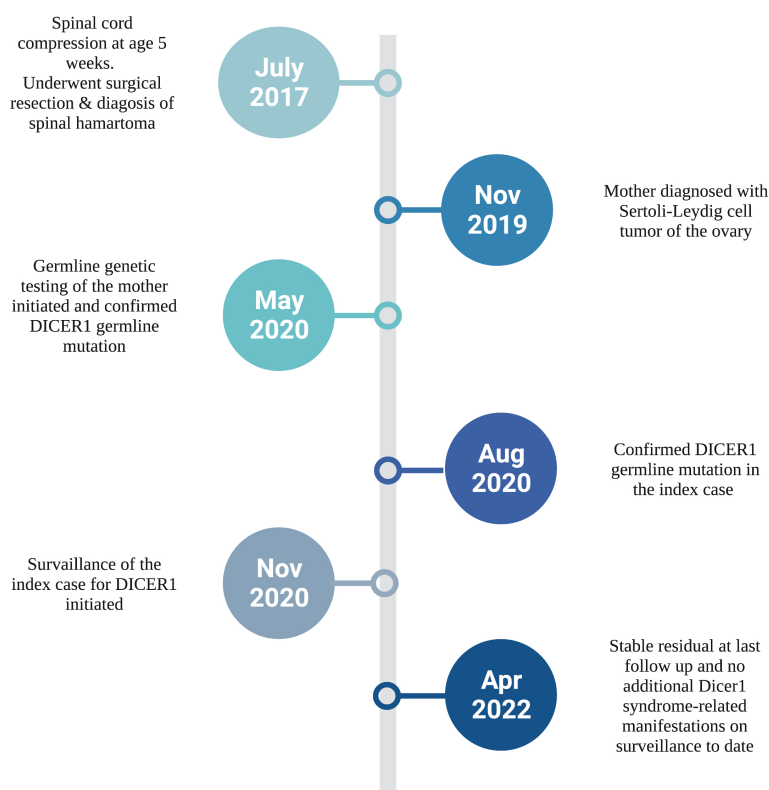 Spinal cord
compression at age 5
weeks.
Underwent surgical
resection & diagosis of
spinal hamartoma
July
2017
Nov
2019
Mother diagnosed with
Sertoli-Leydig cell
tumor of the ovary
Germline genetic
testing of the mother
initiated and confirmed
DICER1 germline
mutation
May
2020
Aug
2020
Confirmed DICER1
germline mutation in
the index case
Survaillance of the
index case for DICER1
initiated
Nov
2020
Apr
2022
Stable residual at last
follow up and no
additional Dicer1
syndrome-related
manifestations on
surveillance to date